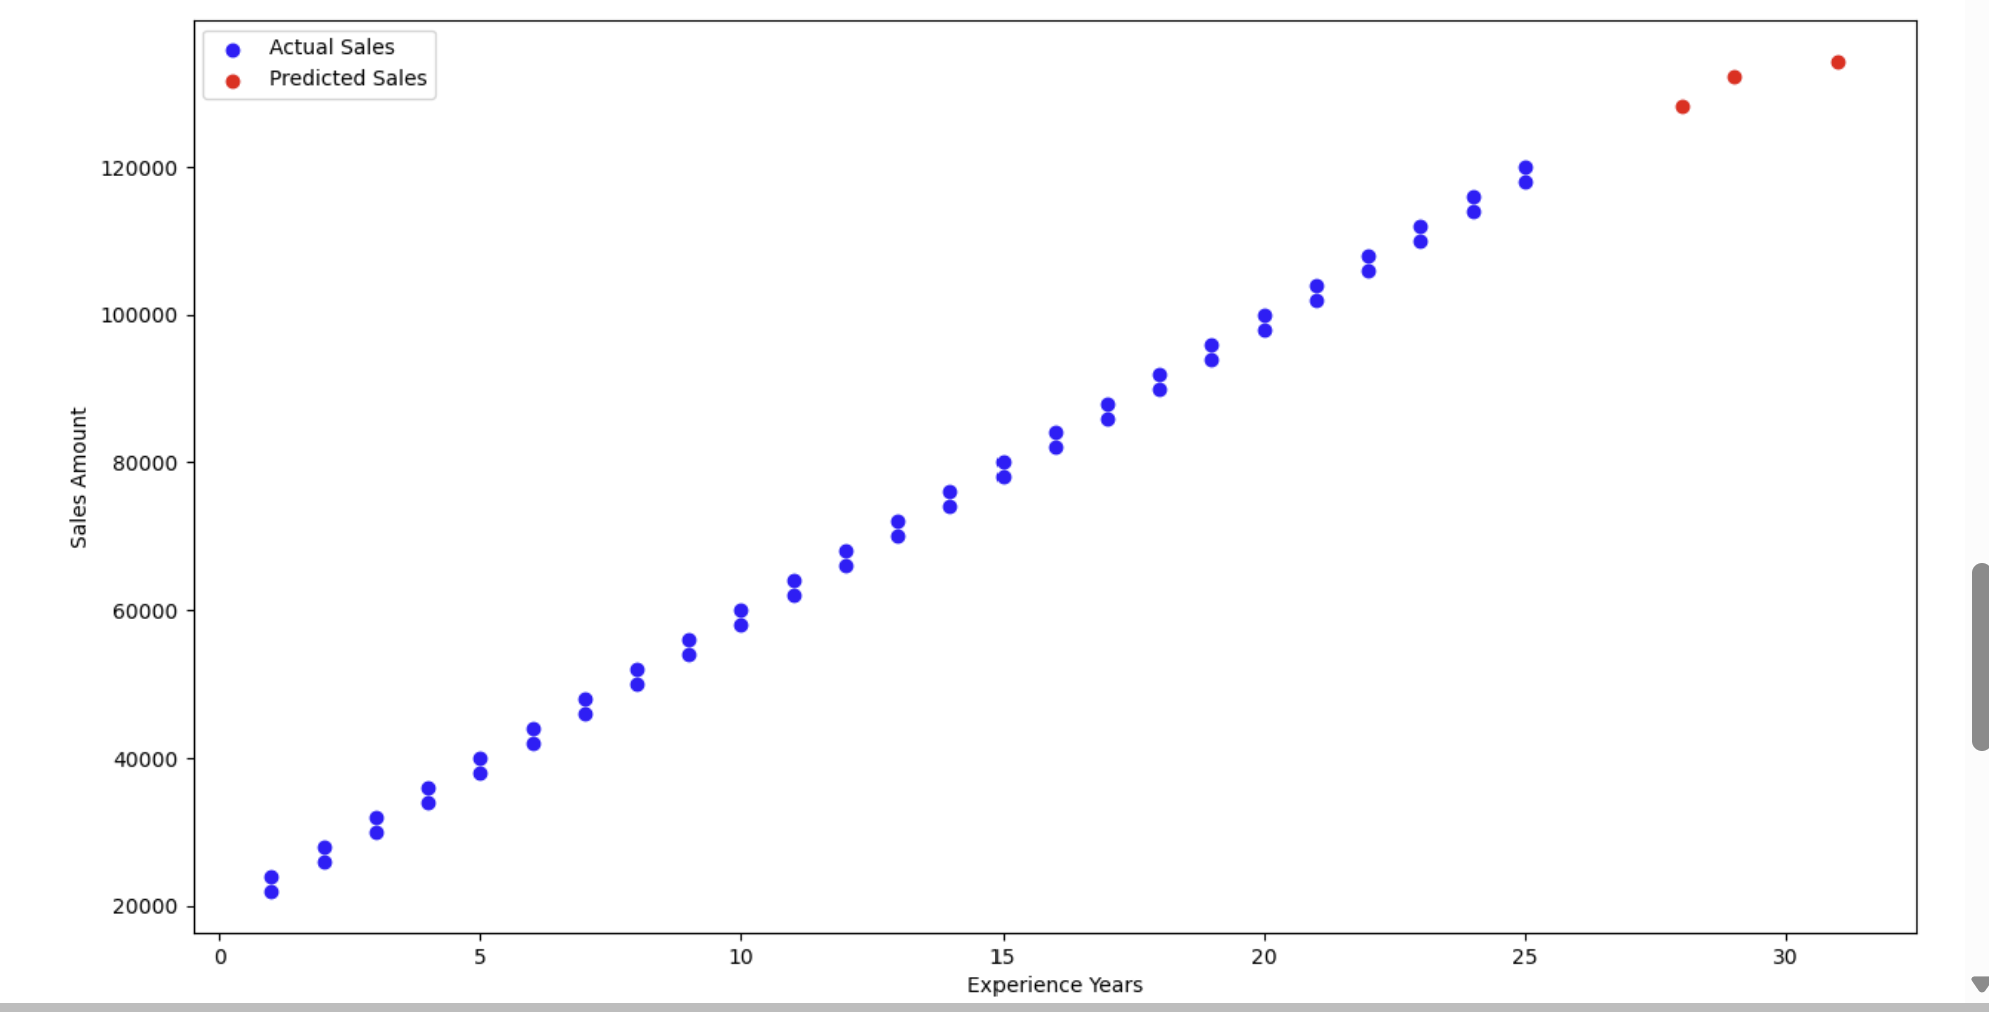 Actual Sales
Predicted Sales
120000
100000
80000
60000
40000
20000
Sales Amount
0 5 10 15 20 25 30
Experience Years